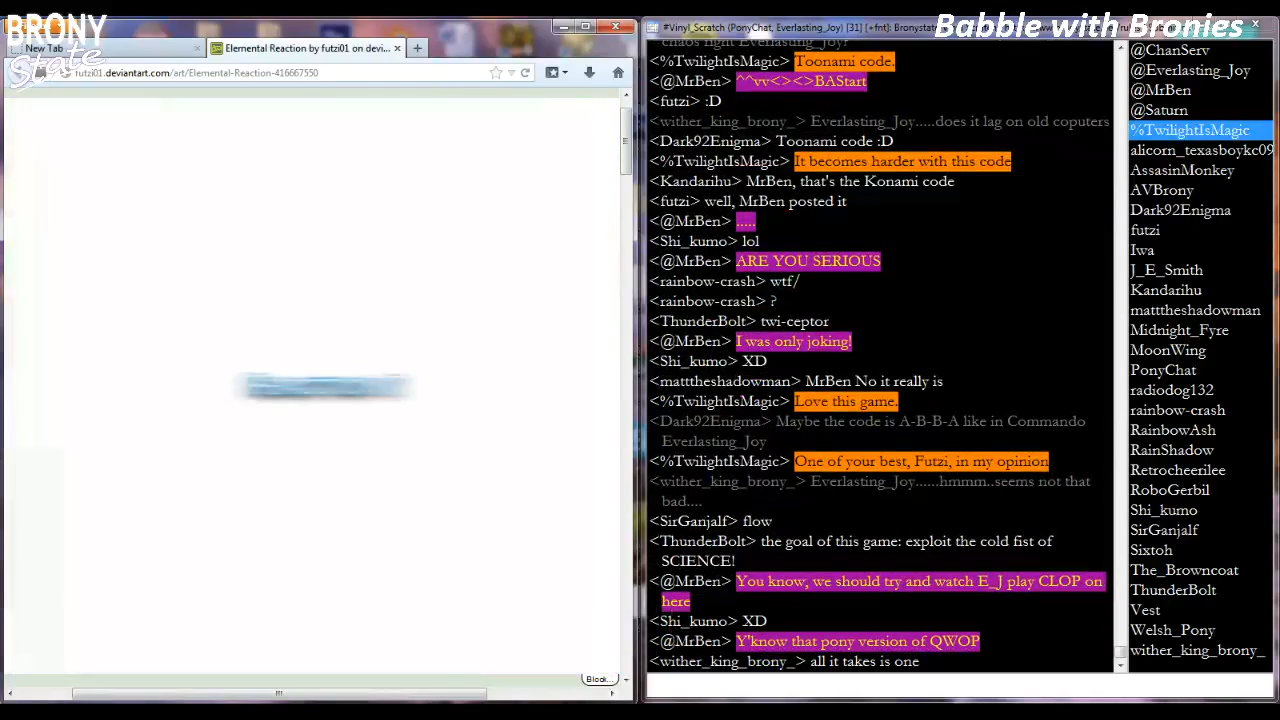 BRONY
State
Babble with Bronies
New Tab
Elemental Reaction by futzi01 on devi...
futzi01.deviantart.com/art/Elemental-Reaction-416667550
Block...
#Vinyl_Scratch (PonyChat, Everlasting_Joy) [31] [+fnt]: Bronystat
chaos right Everlasting_Joy?
<%TwilightIsMagic> Toonami code.
<@MrBen> ^^vv<><>BAStart
<futzi> :D
<wither_king_brony_> Everlasting_Joy.....does it lag on old coputers
<Dark92Enigma> Toonami code :D
<%TwilightIsMagic> It becomes harder with this code
<Kandarihu> MrBen, that's the Konami code
<futzi> well, MrBen posted it
<@MrBen> .....
<Shi_kumo> lol
<@MrBen> ARE YOU SERIOUS
<rainbow-crash> wtf/
<rainbow-crash> ?
<ThunderBolt> twi-ceptor
<@MrBen> I was only joking!
<Shi_kumo> XD
<matttheshadowman> MrBen No it really is
<%TwilightIsMagic> Love this game.
<Dark92Enigma> Maybe the code is A-B-B-A like in Commando
Everlasting_Joy
<%TwilightIsMagic> One of your best, Futzi, in my opinion
<wither_king_brony_> Everlasting_Joy......hmmm..seems not that
bad....
<SirGanjalf> flow
<ThunderBolt> the goal of this game: exploit the cold fist of
SCIENCE!
<@MrBen> You know, we should try and watch E_J play CLOP on
here
<Shi_kumo> XD
<@MrBen> Y'know that pony version of QWOP
<wither_king_brony_> all it takes is one
@ChanServ
@Everlasting_Joy
@MrBen
@Saturn
%TwilightIsMagic
alicorn_texasboykc09
AssasinMonkey
AVBrony
Dark92Enigma
futzi
Iwa
J_E_Smith
Kandarihu
matttheshadowman
Midnight_Fyre
MoonWing
PonyChat
radiodog132
rainbow-crash
RainbowAsh
RainShadow
Retrocheerilee
RoboGerbil
Shi_kumo
SirGanjalf
Sixtoh
The_Browncoat
ThunderBolt
Vest
Welsh_Pony
wither_king_brony_